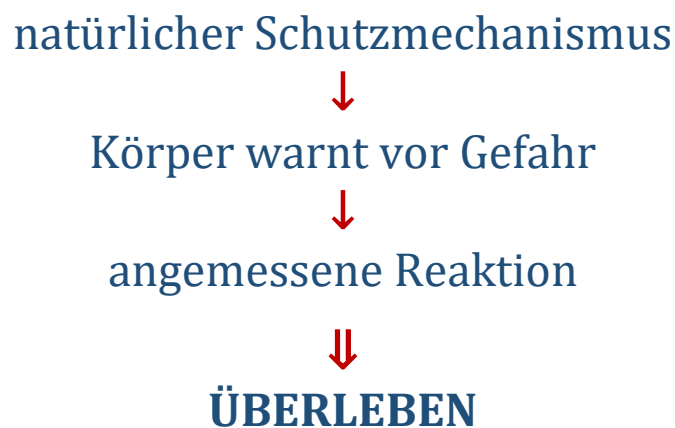 natürlicher Schutzmechanismus
↓
Körper warnt vor Gefahr
↓
angemessene Reaktion
⇓
ÜBERLEBEN